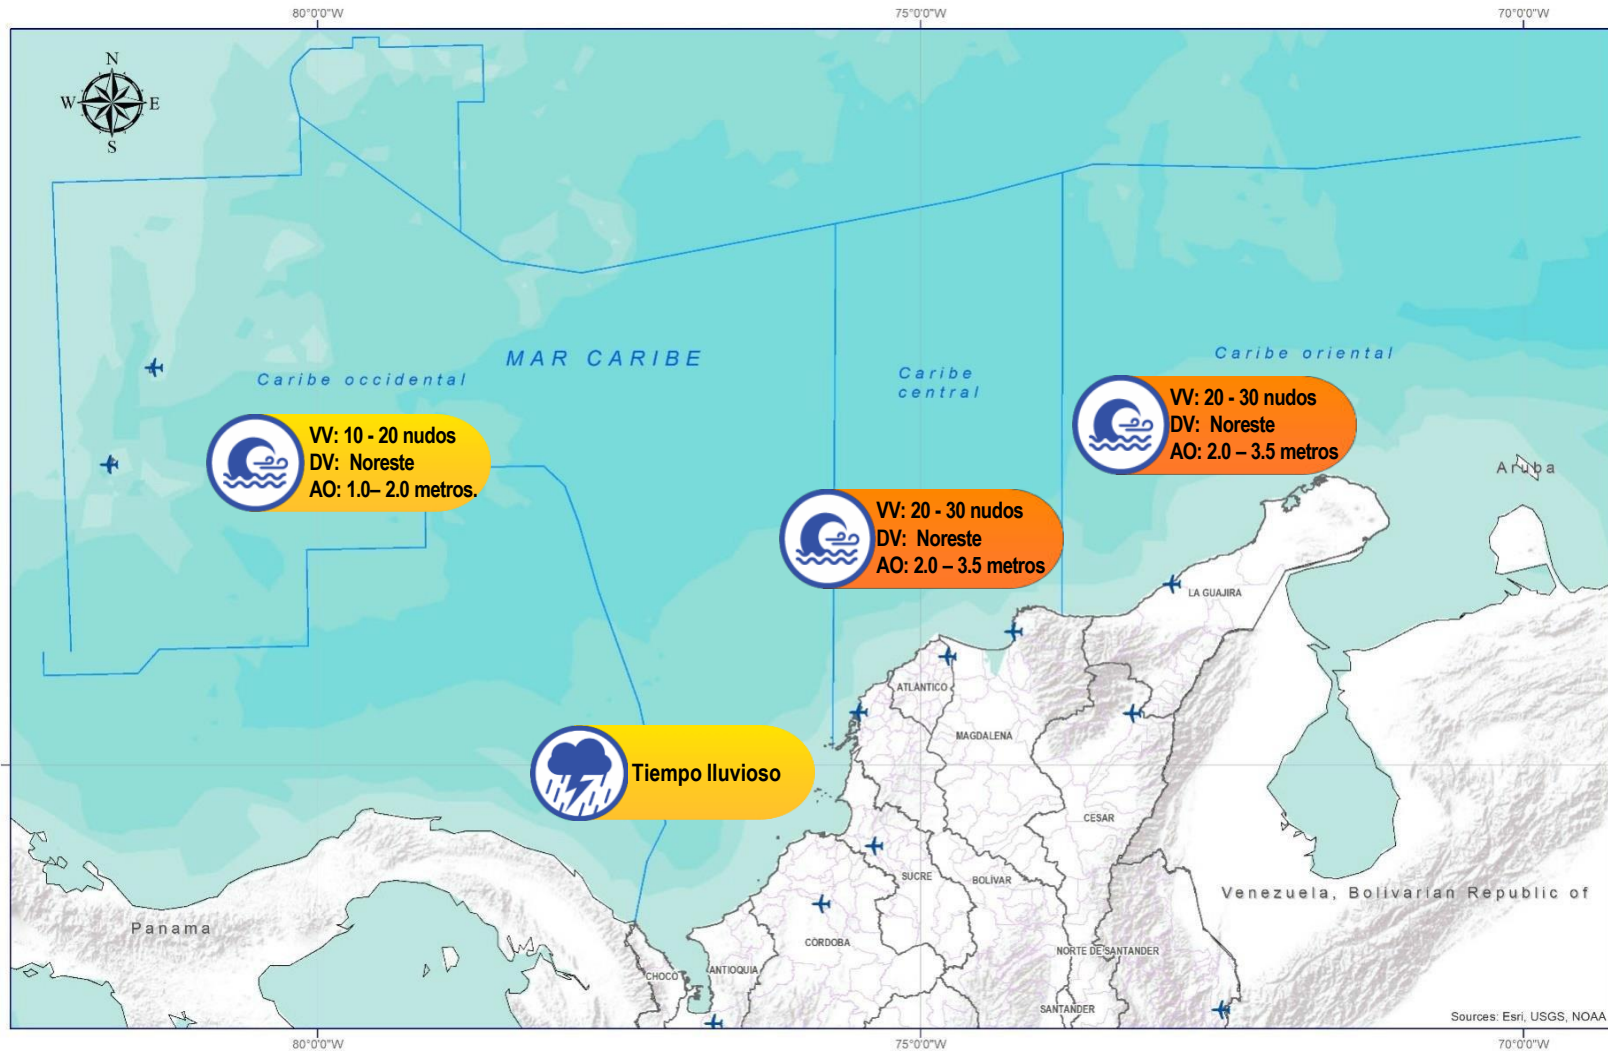 80°0'0"W
75°0'0"W
70°0'0"W
N
W
E
S
MAR CARIBE
Caribe occidental
Caribe
central
Caribe oriental
VV: 10 - 20 nudos
DV: Noreste
AO: 1.0– 2.0 metros.
VV: 20 - 30 nudos
DV: Noreste
AO: 2.0 – 3.5 metros
VV: 20 - 30 nudos
DV: Noreste
AO: 2.0 – 3.5 metros
Aruba
LA GUAJIRA
ATLÁNTICO
MAGDALENA
Tiempo lluvioso
CESAR
SUCRE
BOLÍVAR
Venezuela, Bolivarian Republic of
Panama
CÓRDOBA
NORTE DE SANTANDER
CHOCÓ
ANTIOQUIA
SANTANDER
Sources: Esri, USGS, NOAA
80°0'0"W
75°0'0"W
70°0'0"W